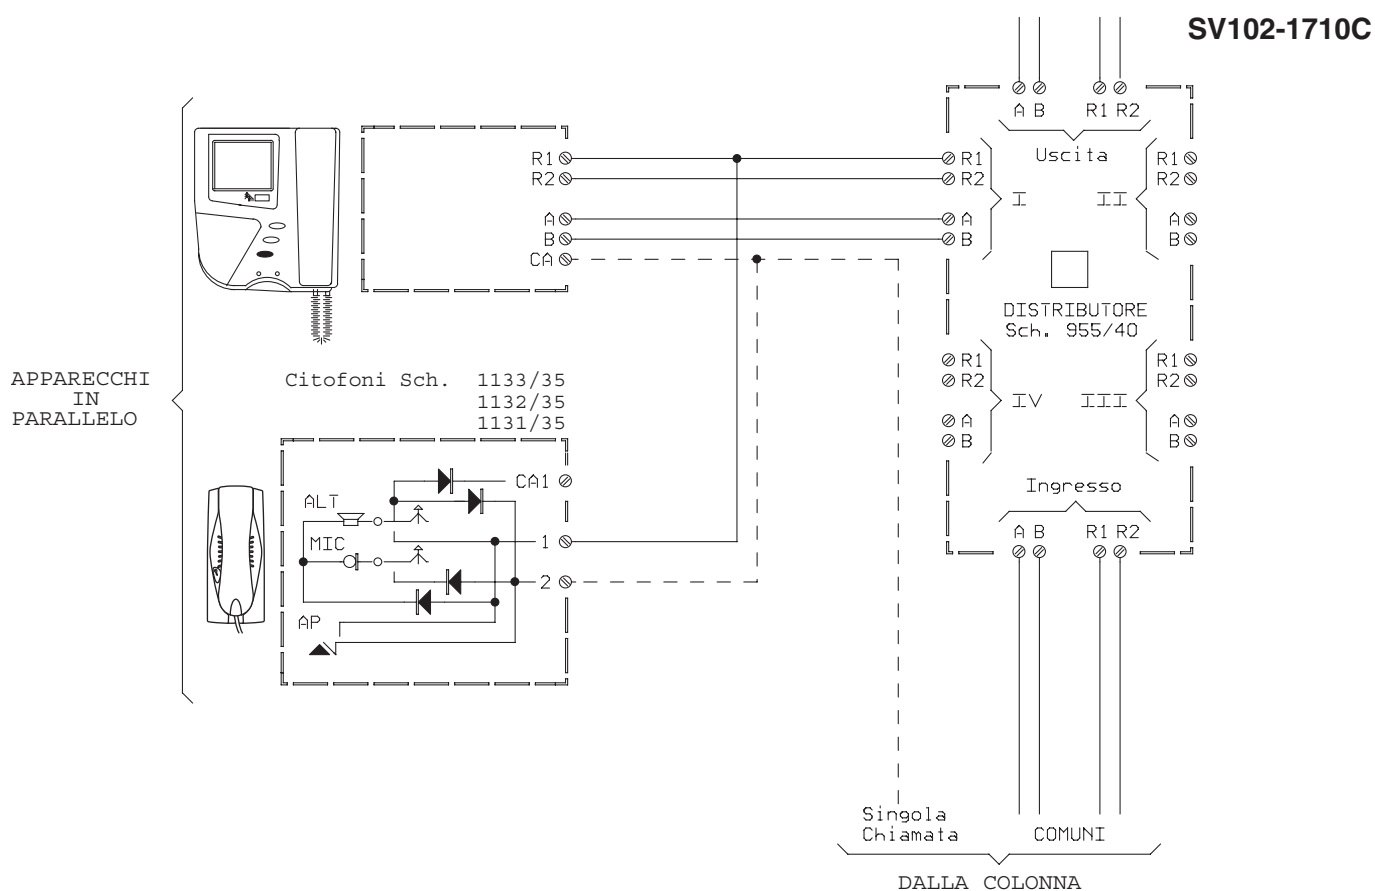 SV102-1710C
A B R1 R2
Uscita
R1
R2
A
B
CA
R1
R2
A
B
I
II
R1
R2
A
B
DISTRIBUTORE
Sch. 955/40
R1
R2
A
B
IV
III
R1
R2
A
B
Ingresso
A B R1 R2
APPARECCHI
IN
PARALLELO
Citofoni Sch. 1133/35
1132/35
1131/35
CA1
ALT
1
MIC
2
AP
Singola
Chiamata
COMUNI
DALLA COLONNA